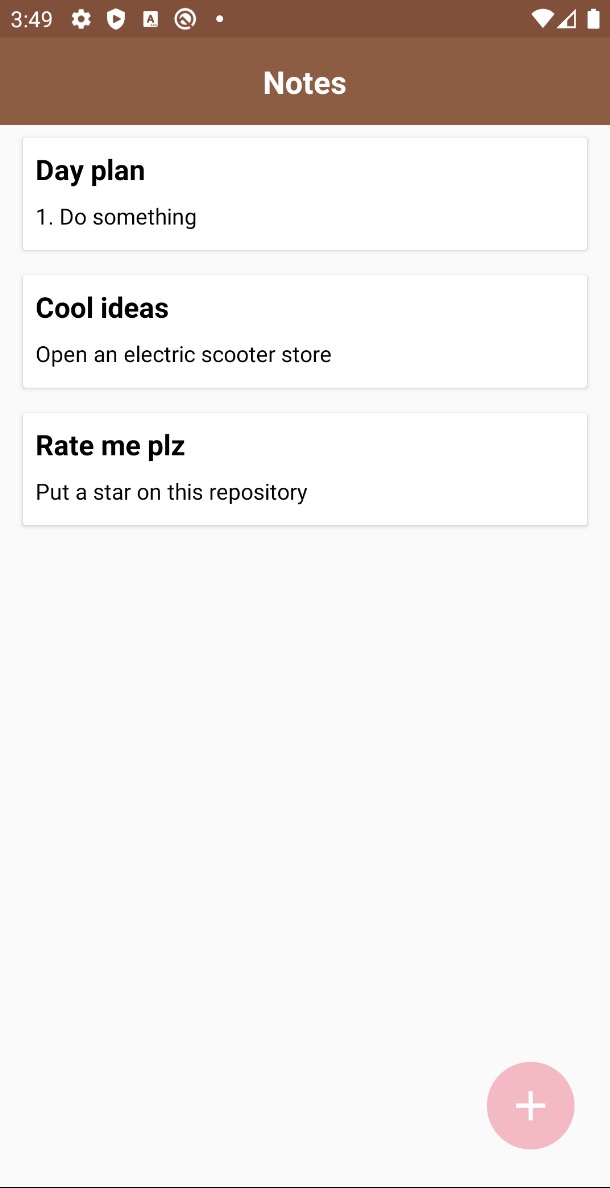 3:49
Notes
Day plan
1. Do something
Cool ideas
Open an electric scooter store
Rate me plz
Put a star on this repository